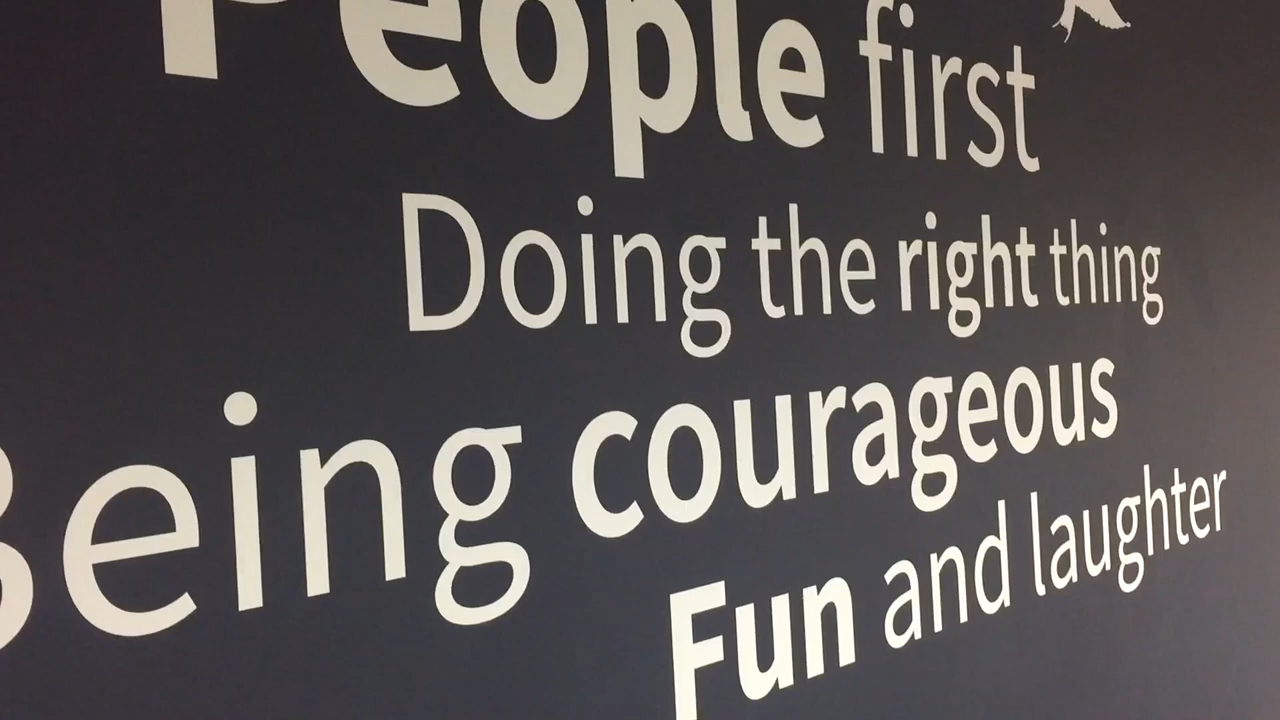 People first
Doing the right thing
Being courageous
Fun and laughter